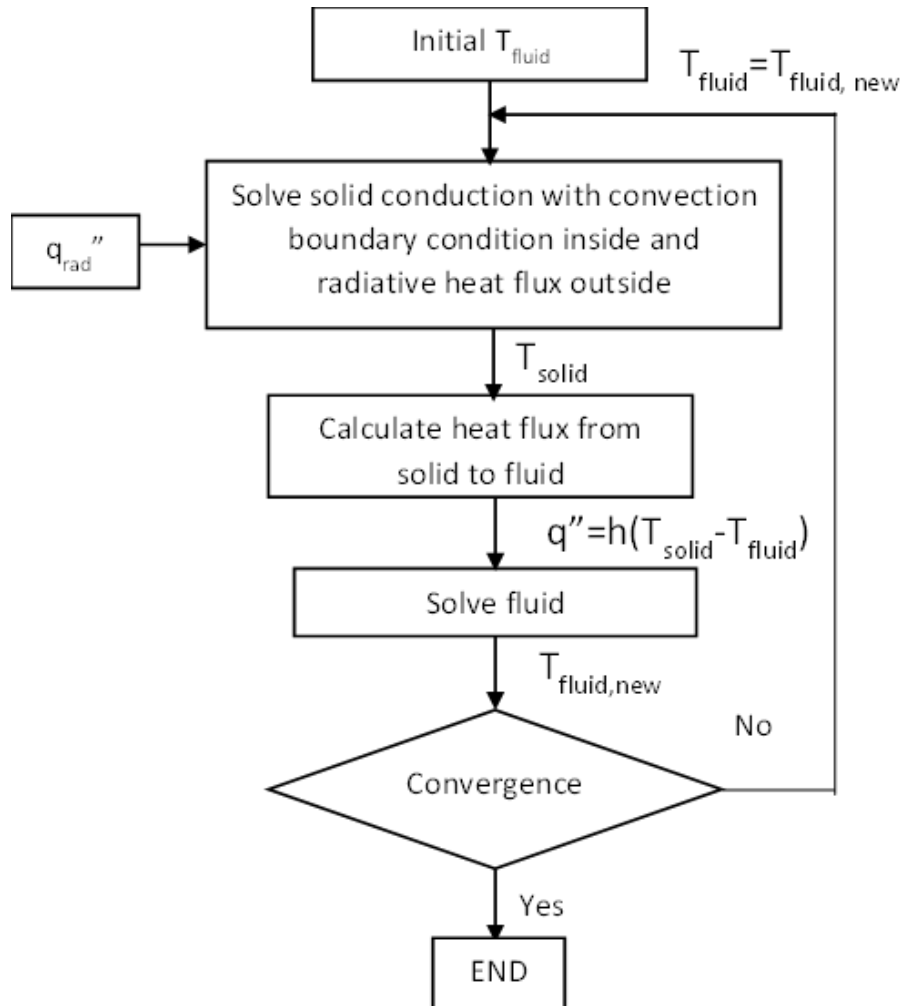 Initial T_fluid
T_fluid=T_fluid, new
Solve solid conduction with convection
boundary condition inside and
radiative heat flux outside
q_rad″
T_solid
Calculate heat flux from
solid to fluid
q″=h(T_solid-T_fluid)
Solve fluid
T_fluid,new
No
Convergence
Yes
END